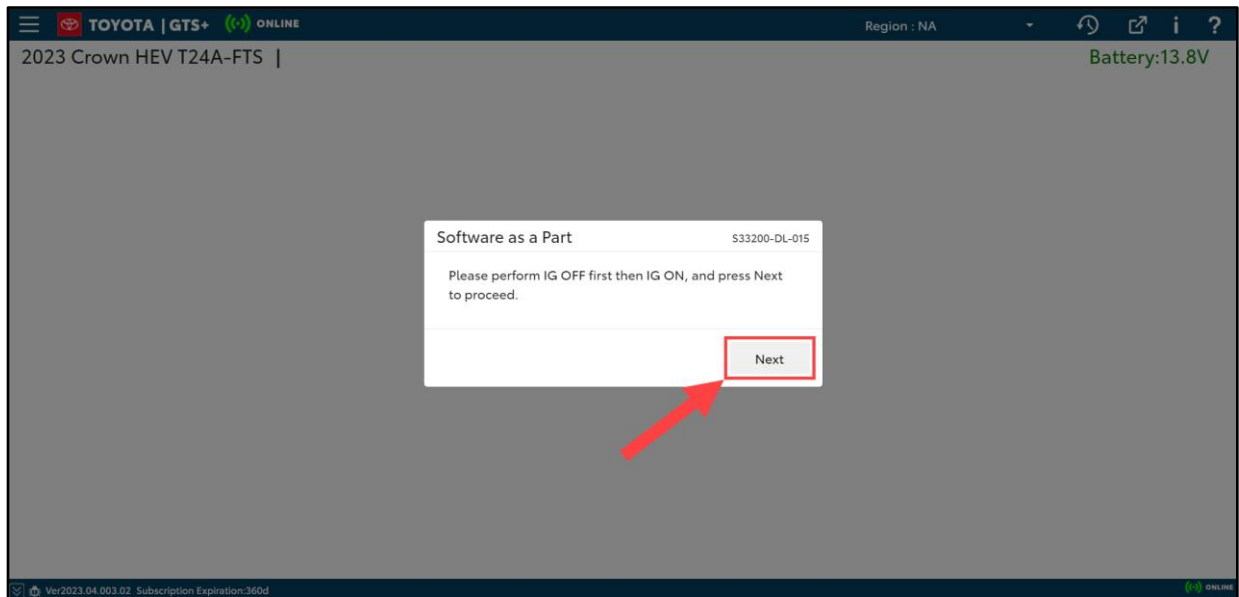 TOYOTA | GTS+ ((·)) ONLINE Region : NA i ?
2023 Crown HEV T24A-FTS | Battery:13.8V
Software as a Part S33200-DL-015
Please perform IG OFF first then IG ON, and press Next
to proceed.
Next
Ver2023.04.003.02 Subscription Expiration:360d ((·)) ONLINE